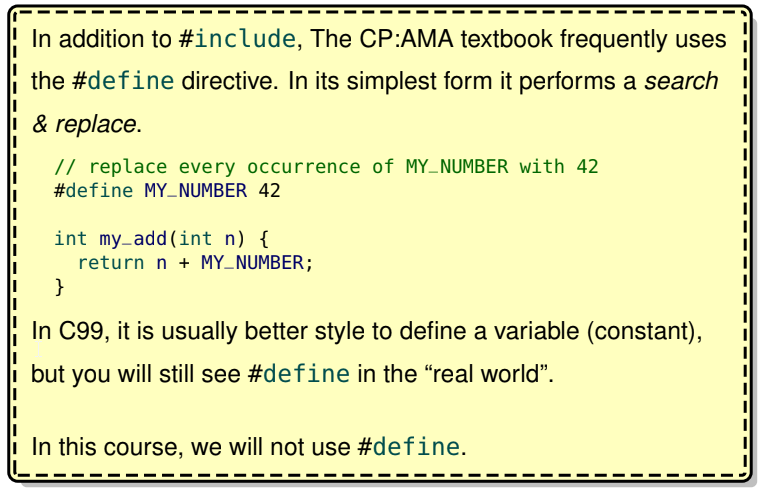 In addition to #include, The CP:AMA textbook frequently uses
the #define directive. In its simplest form it performs a search
& replace.
// replace every occurrence of MY_NUMBER with 42
#define MY_NUMBER 42
int my_add(int n) {
return n + MY_NUMBER;
}
In C99, it is usually better style to define a variable (constant),
but you will still see #define in the “real world”.
In this course, we will not use #define.